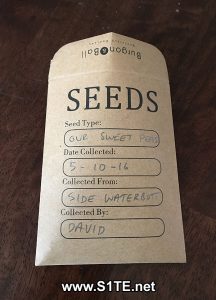 Burgon & Ball
SEEDS
Seed Type:
OUR SWEET PEAS
Date Collected:
5-10-16
Collected From:
SIDE WATERBUT
Collected By:
DAVID
www.S1TE.net